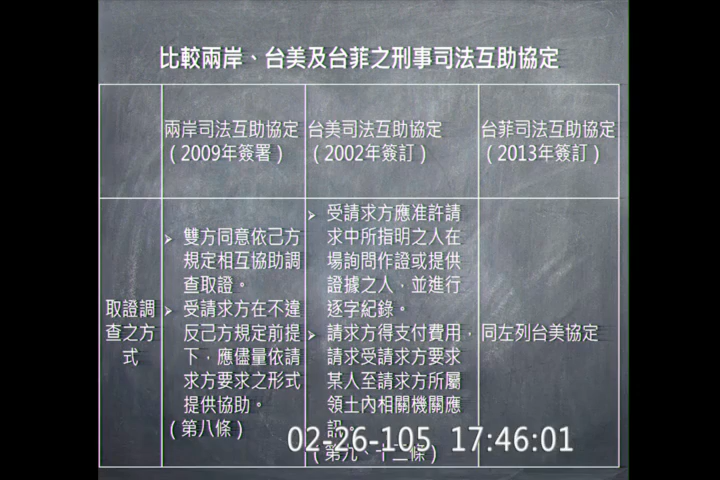 比較兩岸、台美及台菲之刑事司法互助協定
兩岸司法互助協定
（2009年簽署）
台美司法互助協定
（2002年簽訂）
台菲司法互助協定
（2013年簽訂）
取證調
查之方
式
➢ 雙方同意依己方
規定相互協助調
查取證。
➢ 受請求方在不違
反己方規定前提
下，應儘量依請
求方要求之形式
提供協助。
（第八條）
➢ 受請求方應准許請
求中所指明之人在
場詢問作證或提供
證據之人，並進行
逐字紀錄。
➢ 請求方得支付費用，
請求受請求方要求
某人至請求方所屬
領土內相關機關應
訊。
（第九、十二條）
同左列台美協定
02-26-105 17:46:01